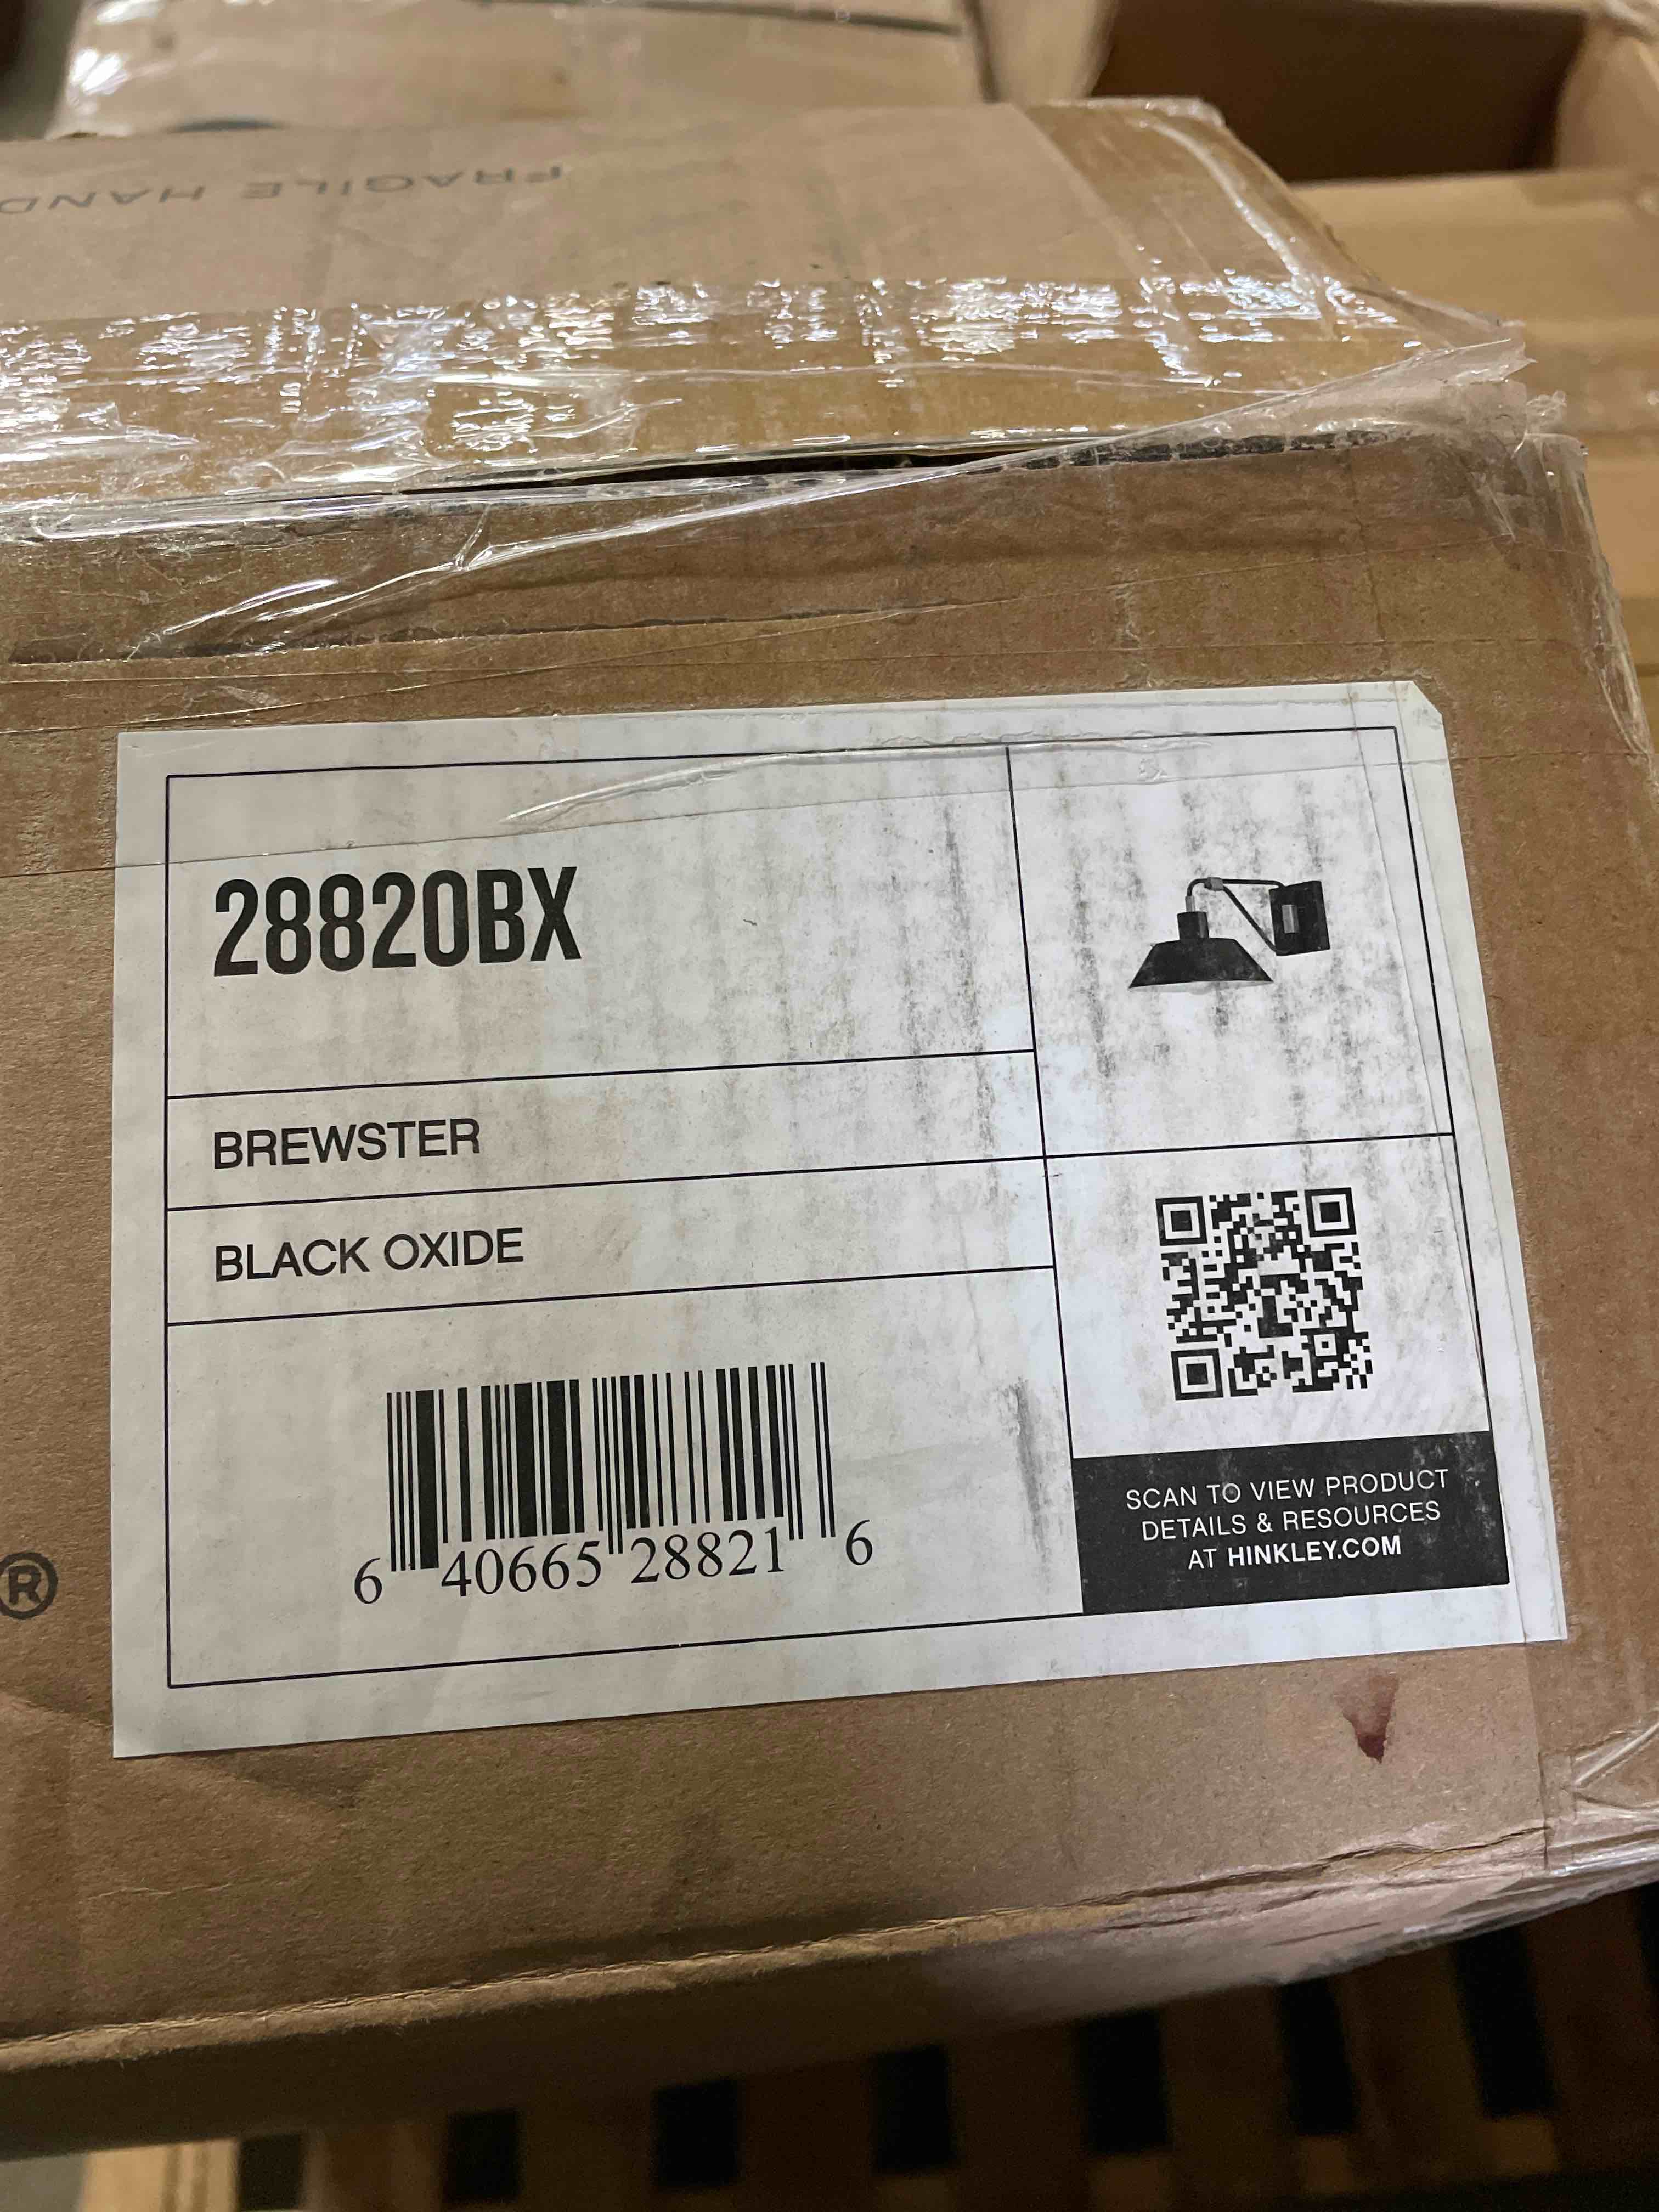 FRAGILE HAND
28820BX
BREWSTER
BLACK OXIDE
6 40665 28821 6
SCAN TO VIEW PRODUCT
DETAILS & RESOURCES
AT HINKLEY.COM
®